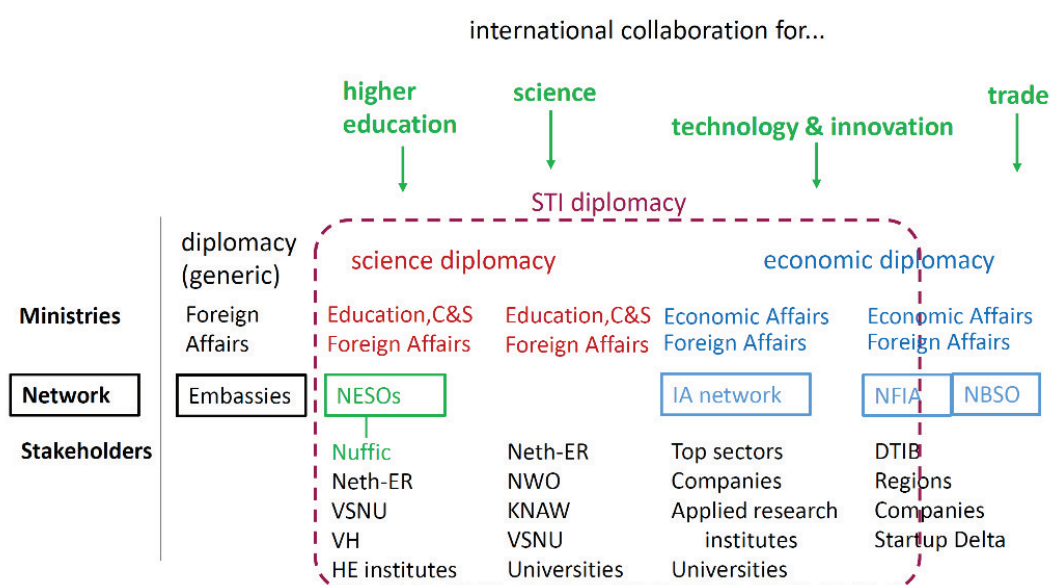 international collaboration for...
higher
education
science
technology & innovation
trade
STI diplomacy
diplomacy
(generic)
science diplomacy
economic diplomacy
Ministries
Foreign
Affairs
Education,C&S
Foreign Affairs
Education,C&S
Foreign Affairs
Economic Affairs
Foreign Affairs
Economic Affairs
Foreign Affairs
Network
Embassies
NESOs
IA network
NFIA
NBSO
Stakeholders
Nuffic
Neth-ER
VSNU
VH
HE institutes
Neth-ER
NWO
KNAW
VSNU
Universities
Top sectors
Companies
Applied research
institutes
Universities
DTIB
Regions
Companies
Startup Delta